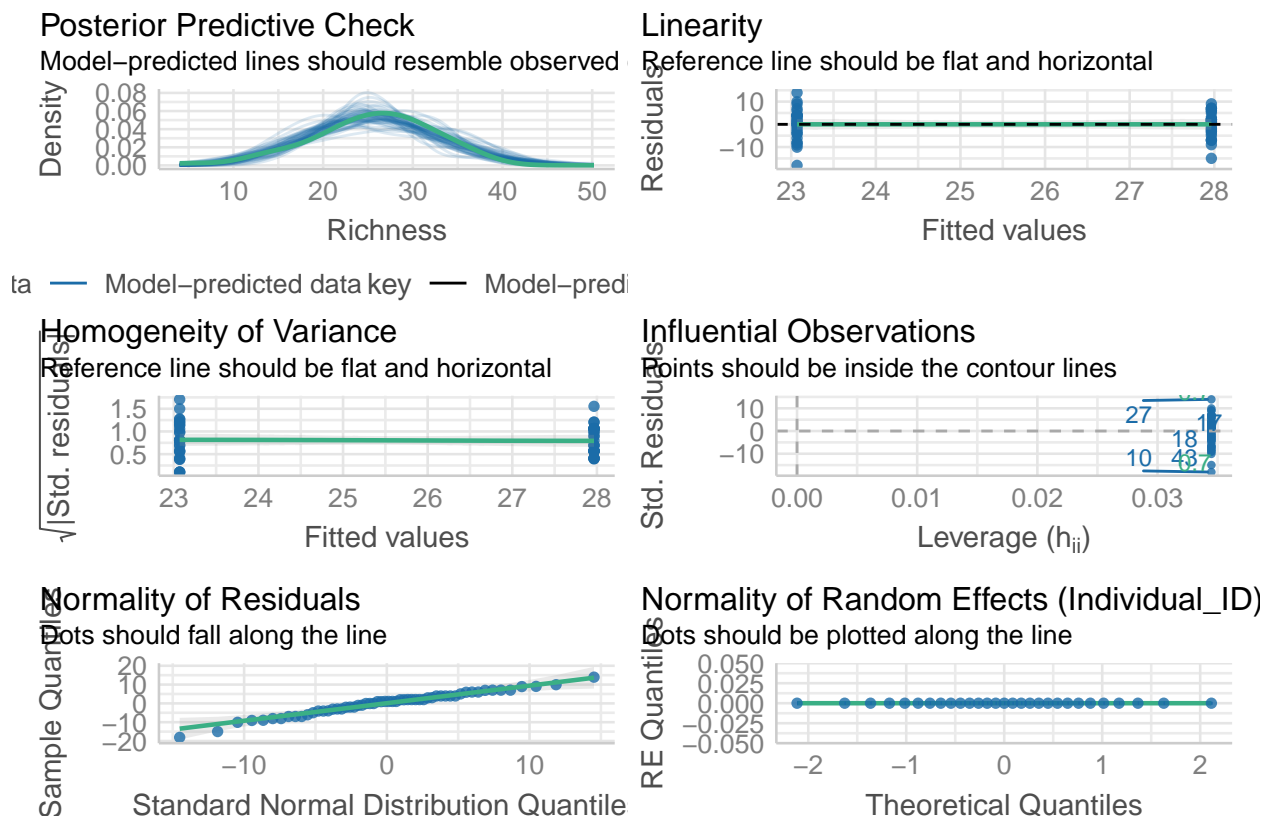 Posterior Predictive Check
Model−predicted lines should resemble observed
Density
0.08
0.06
0.04
0.02
0.00
10 20 30 40 50
Richness
ta Model−predicted data key Model−predi
Linearity
Reference line should be flat and horizontal
Residuals
10
0
−10
23 24 25 26 27 28
Fitted values
Homogeneity of Variance
Reference line should be flat and horizontal
√|Std. residuals|
1.5
1.0
0.5
23 24 25 26 27 28
Fitted values
Influential Observations
Points should be inside the contour lines
Std. Residuals
10
0
−10
27
17
18
10 43
0.7
0.00 0.01 0.02 0.03
Leverage (hii)
Normality of Residuals
Dots should fall along the line
Sample Quantiles
20
10
0
−10
−20
−10 0 10
Standard Normal Distribution Quantile
Normality of Random Effects (Individual_ID)
Dots should be plotted along the line
RE Quantiles
0.050
0.025
0.000
−0.025
−0.050
−2 −1 0 1 2
Theoretical Quantiles